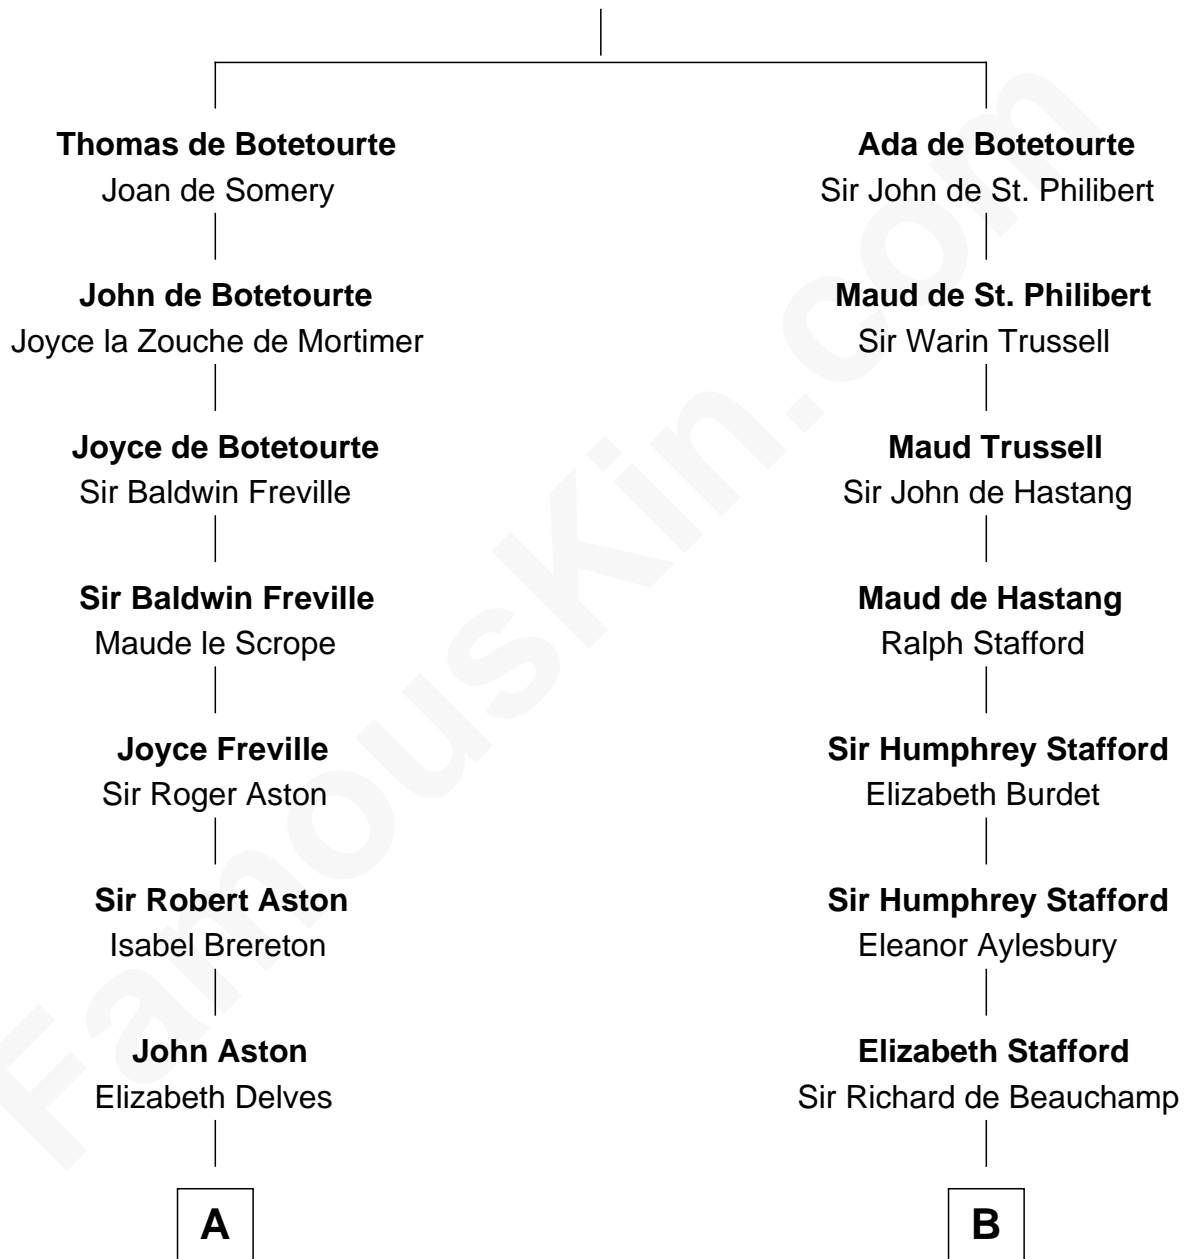 Thomas de Botetourte
Joan de Somery
John de Botetourte
Joyce la Zouche de Mortimer
Joyce de Botetourte
Sir Baldwin Freville
Sir Baldwin Freville
Maude le Scrope
Joyce Freville
Sir Roger Aston
Sir Robert Aston
Isabel Brereton
John Aston
Elizabeth Delves
A
Ada de Botetourte
Sir John de St. Philibert
Maud de St. Philibert
Sir Warin Trussell
Maud Trussell
Sir John de Hastang
Maud de Hastang
Ralph Stafford
Sir Humphrey Stafford
Elizabeth Burdet
Sir Humphrey Stafford
Eleanor Aylesbury
Elizabeth Stafford
Sir Richard de Beauchamp
B
FamousKin.com